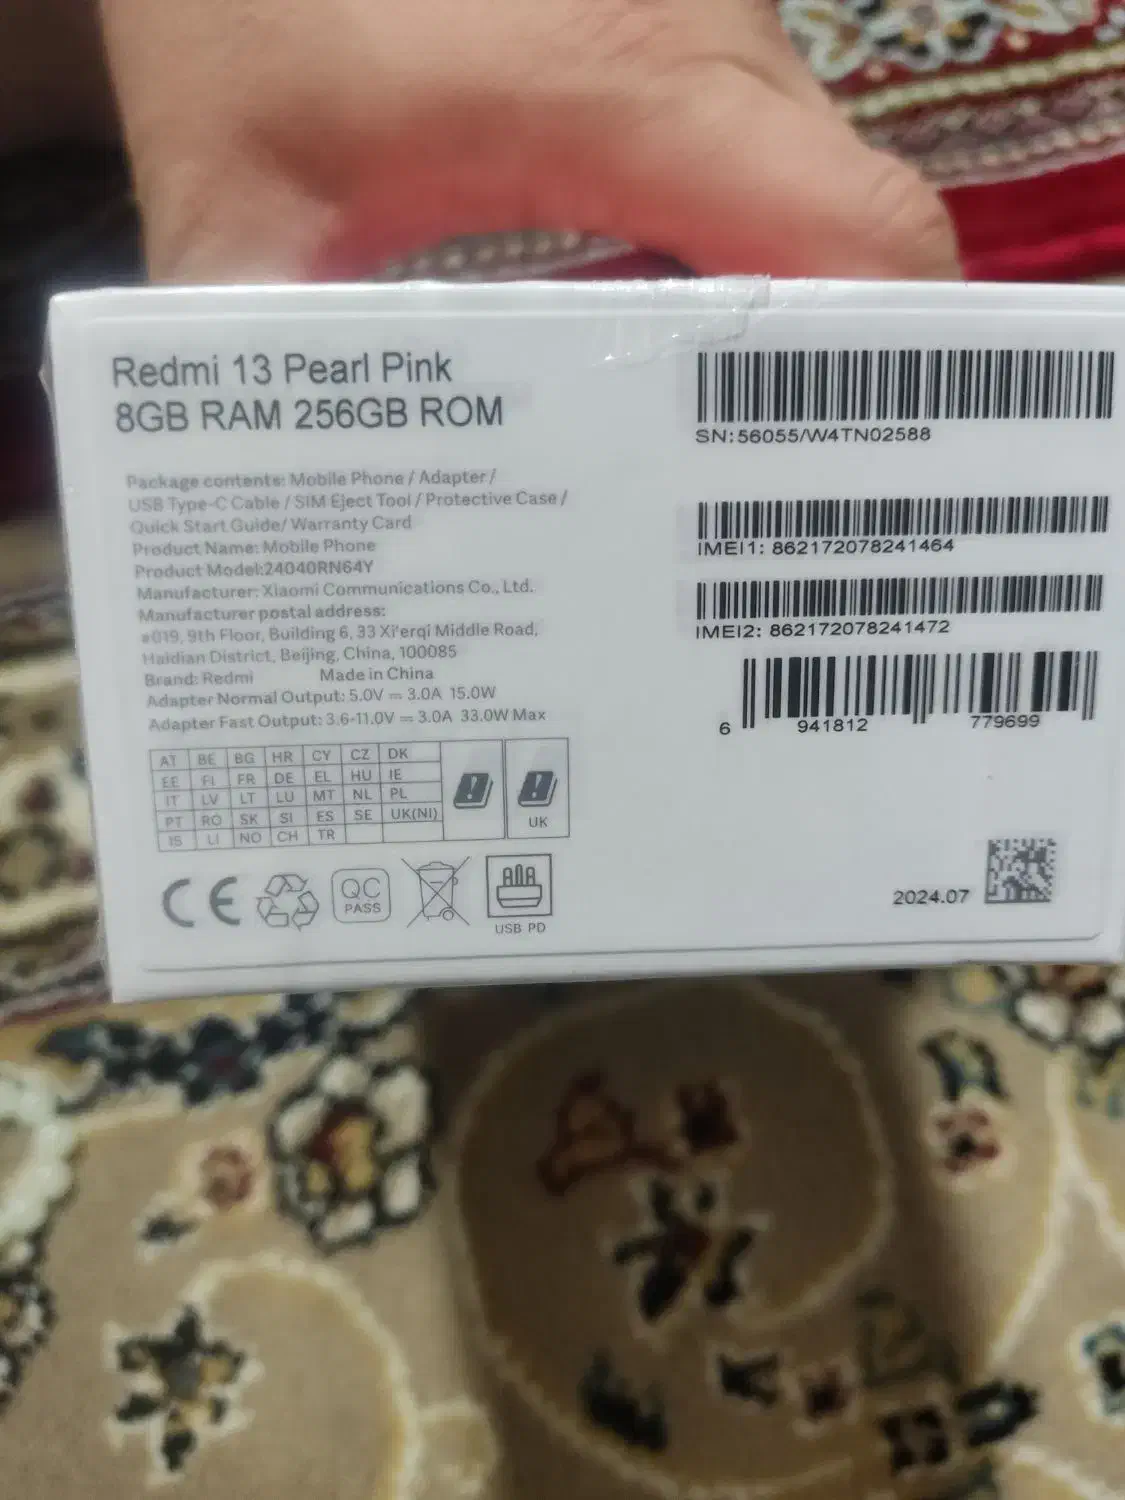 Redmi 13 Pearl Pink
8GB RAM 256GB ROM
Package contents: Mobile Phone / Adapter /
USB Type-C Cable / SIM Eject Tool / Protective Case /
Quick Start Guide/ Warranty Card
Product Name: Mobile Phone
Product Model:24040RN64Y
Manufacturer: Xiaomi Communications Co., Ltd.
Manufacturer postal address:
#019, 9th Floor, Building 6, 33 Xi'erqi Middle Road,
Haidian District, Beijing, China, 100085
Brand: Redmi Made in China
Adapter Normal Output: 5.0V ⎓ 3.0A 15.0W
Adapter Fast Output: 3.6-11.0V ⎓ 3.0A 33.0W Max
AT BE BG HR CY CZ DK
EE FI FR DE EL HU IE
IT LV LT LU MT NL PL
PT RO SK SI ES SE UK(NI)
IS LI NO CH TR
UK
CE
QC
PASS
USB PD
SN:56055/W4TN02588
IMEI1: 862172078241464
IMEI2: 862172078241472
6 941812 779699
2024.07